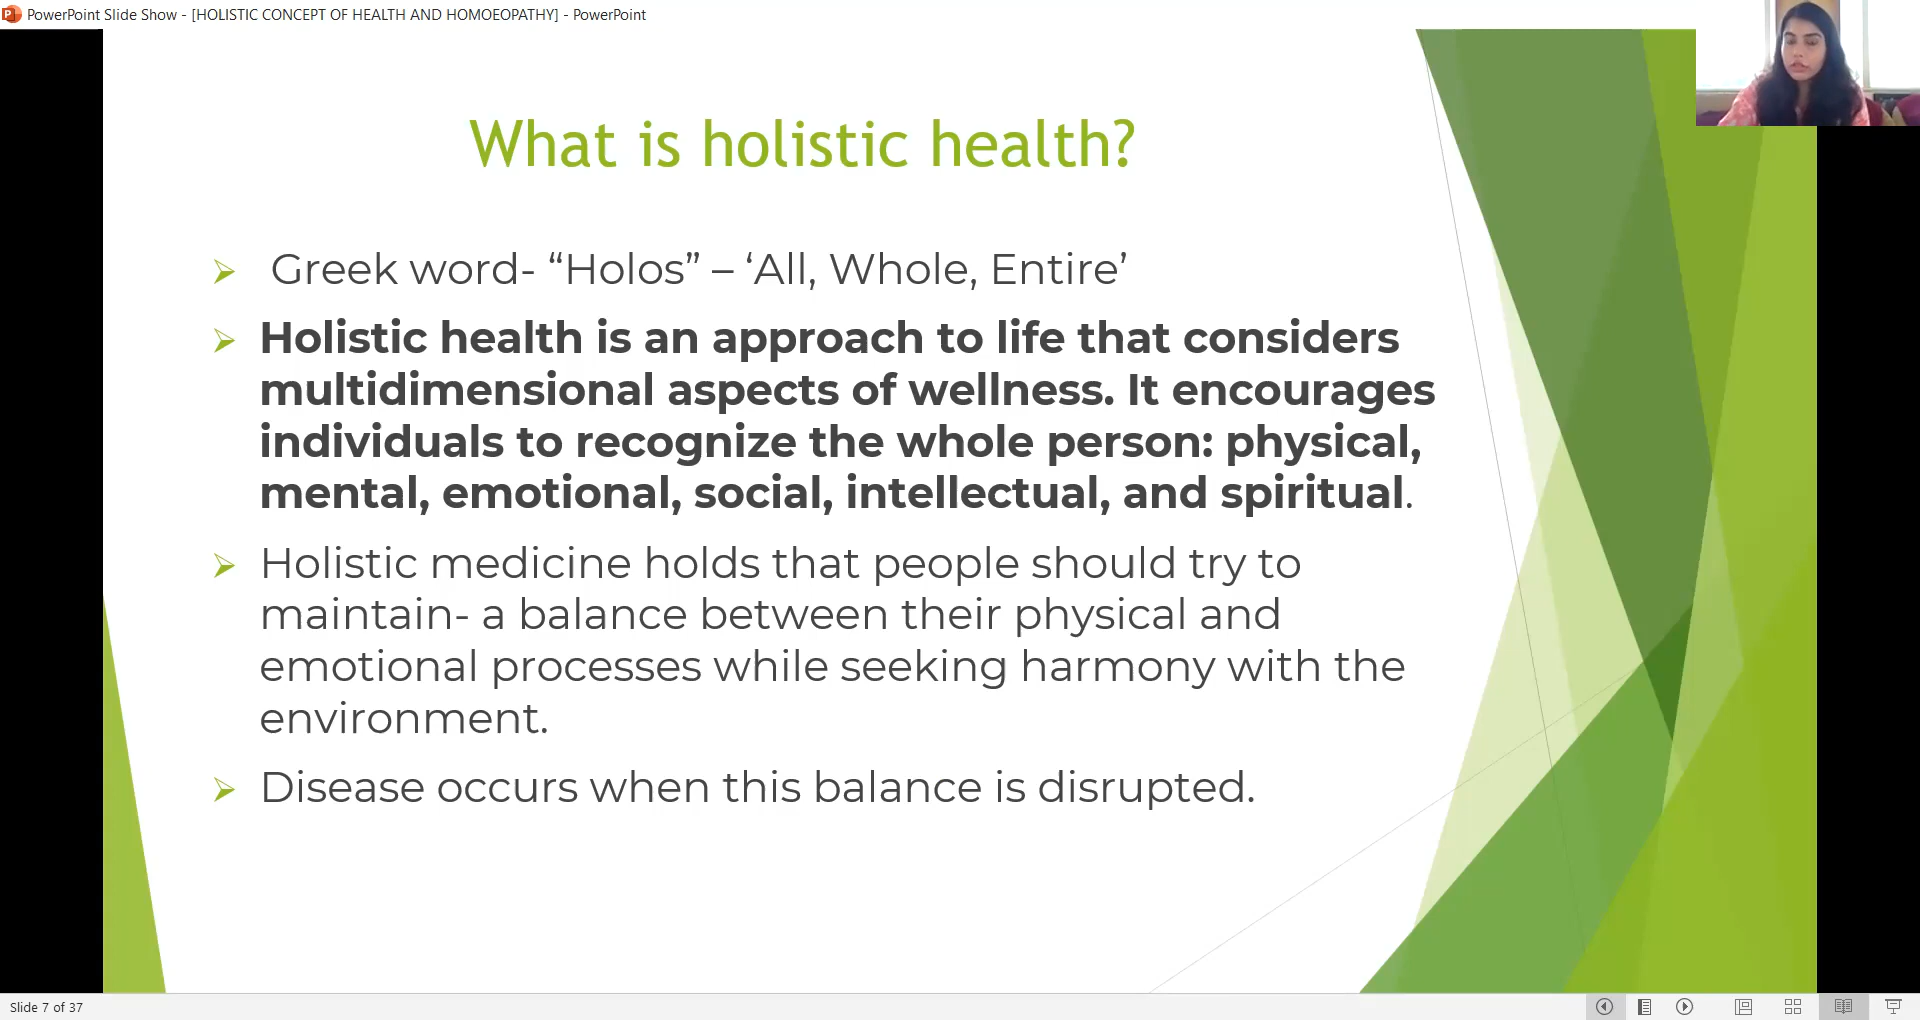 PowerPoint Slide Show - [HOLISTIC CONCEPT OF HEALTH AND HOMOEOPATHY] - PowerPoint
What is holistic health?
Greek word- “Holos” – ‘All, Whole, Entire’
Holistic health is an approach to life that considers
multidimensional aspects of wellness. It encourages
individuals to recognize the whole person: physical,
mental, emotional, social, intellectual, and spiritual.
Holistic medicine holds that people should try to
maintain- a balance between their physical and
emotional processes while seeking harmony with the
environment.
Disease occurs when this balance is disrupted.
Slide 7 of 37